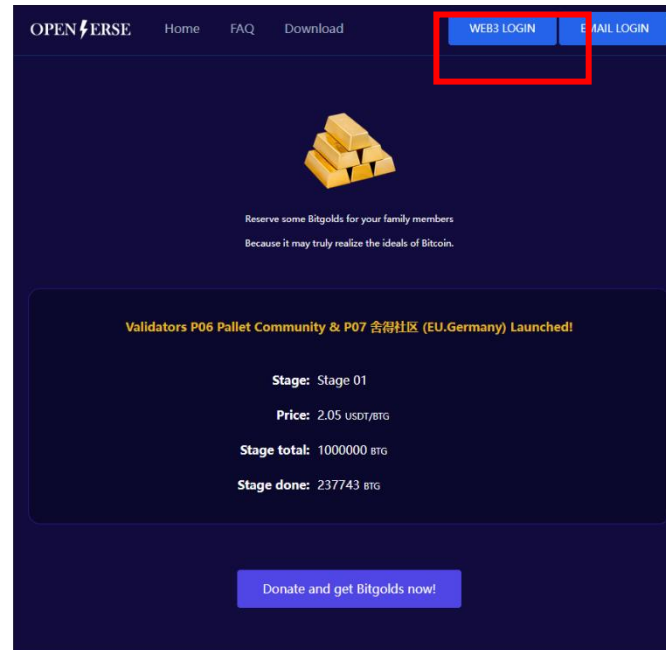 OPEN ERSE Home FAQ Download WEB3 LOGIN EMAIL LOGIN
Reserve some Bitgolds for your family members
Because it may truly realize the ideals of Bitcoin.
Validators P06 Pallet Community & P07 舍得社区 (EU.Germany) Launched!
Stage: Stage 01
Price: 2.05 USDT/BTG
Stage total: 1000000 BTG
Stage done: 237743 BTG
Donate and get Bitgolds now!